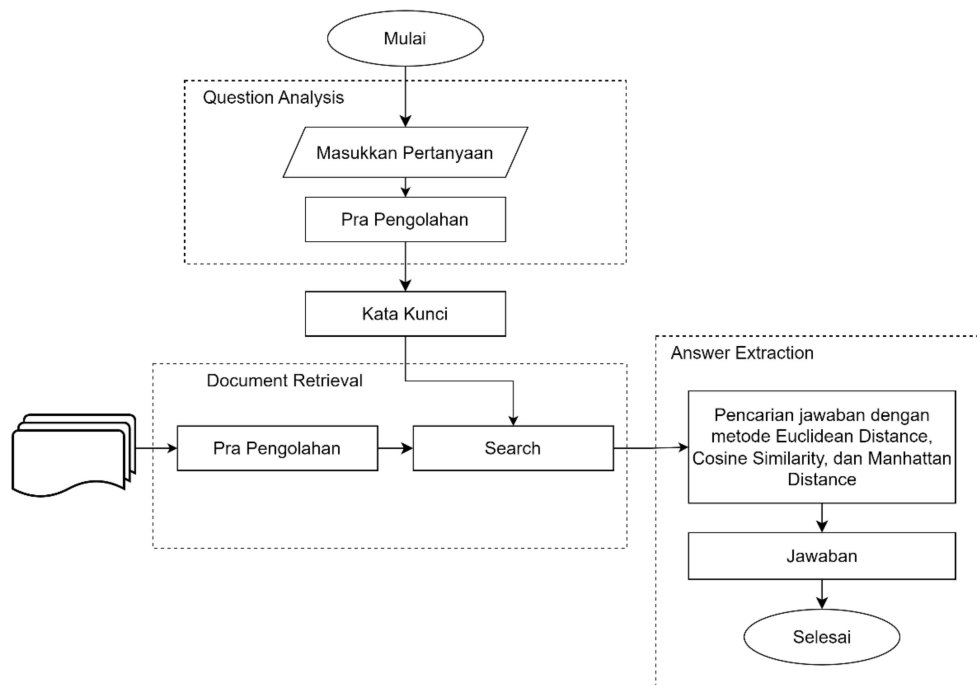 Mulai
Question Analysis
Masukkan Pertanyaan
Pra Pengolahan
Kata Kunci
Document Retrieval
Pra Pengolahan
Search
Answer Extraction
Pencarian jawaban dengan
metode Euclidean Distance,
Cosine Similarity, dan Manhattan
Distance
Jawaban
Selesai